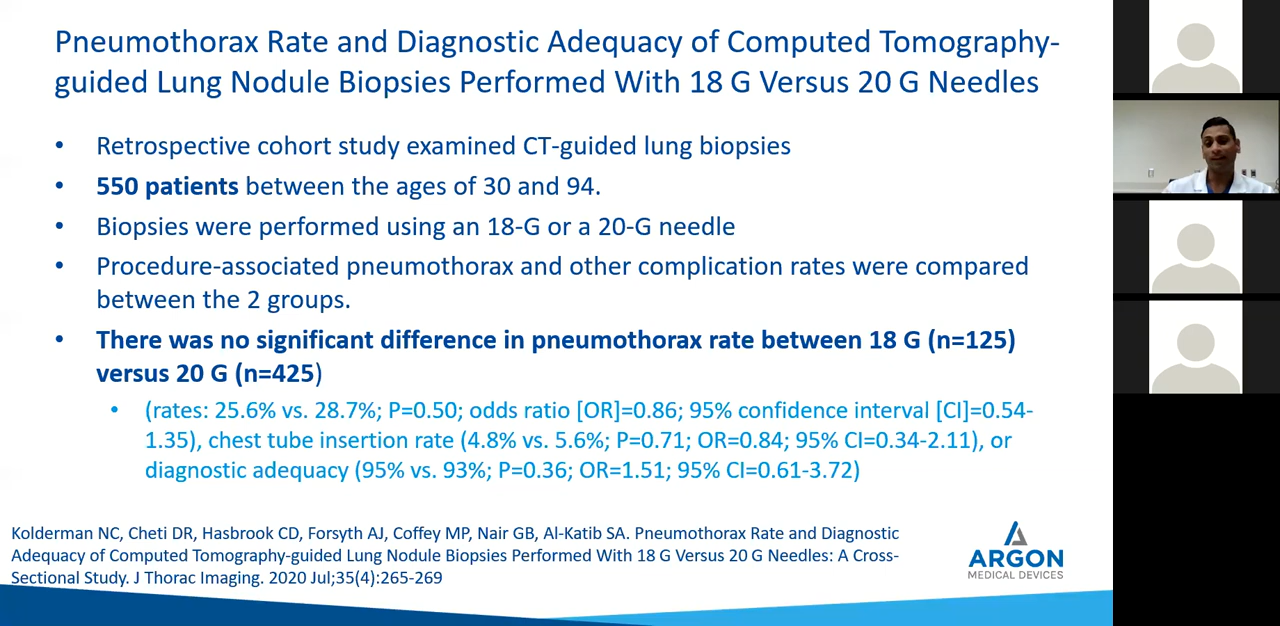 Pneumothorax Rate and Diagnostic Adequacy of Computed Tomography-
guided Lung Nodule Biopsies Performed With 18 G Versus 20 G Needles
• Retrospective cohort study examined CT-guided lung biopsies
• 550 patients between the ages of 30 and 94.
• Biopsies were performed using an 18-G or a 20-G needle
• Procedure-associated pneumothorax and other complication rates were compared
between the 2 groups.
• There was no significant difference in pneumothorax rate between 18 G (n=125)
versus 20 G (n=425)
• (rates: 25.6% vs. 28.7%; P=0.50; odds ratio [OR]=0.86; 95% confidence interval [CI]=0.54-
1.35), chest tube insertion rate (4.8% vs. 5.6%; P=0.71; OR=0.84; 95% CI=0.34-2.11), or
diagnostic adequacy (95% vs. 93%; P=0.36; OR=1.51; 95% CI=0.61-3.72)
Kolderman NC, Cheti DR, Hasbrook CD, Forsyth AJ, Coffey MP, Nair GB, Al-Katib SA. Pneumothorax Rate and Diagnostic
Adequacy of Computed Tomography-guided Lung Nodule Biopsies Performed With 18 G Versus 20 G Needles: A Cross-
Sectional Study. J Thorac Imaging. 2020 Jul;35(4):265-269
ARGON
MEDICAL DEVICES